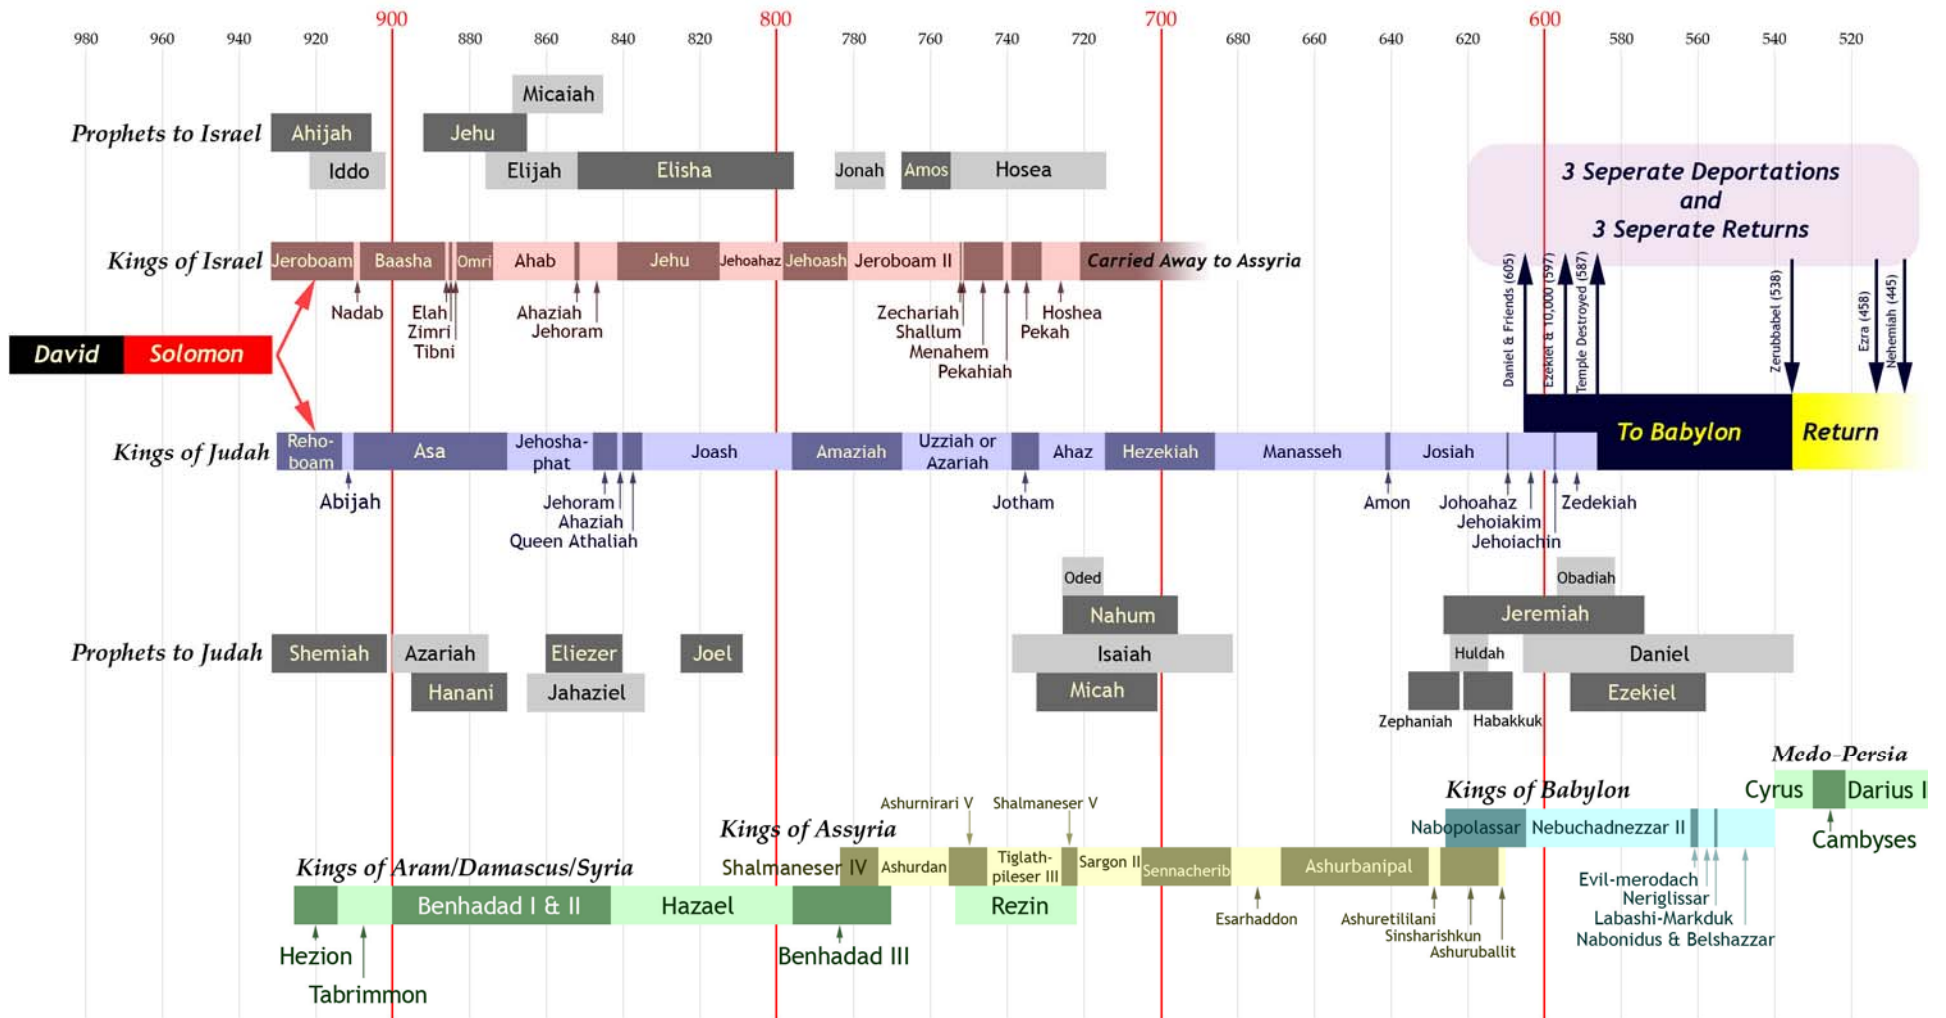 900 800 700 600
980 960 940 920 880 860 840 820 780 760 740 720 680 660 640 620 580 560 540 520
Micaiah
Prophets to Israel Ahijah Jehu
Iddo Elijah Elisha Jonah Amos Hosea
3 Seperate Deportations
and
3 Seperate Returns
Kings of Israel Jeroboam Baasha Omri Ahab Jehu Jehoahaz Jehoash Jeroboam II Carried Away to Assyria
Nadab Elah Ahaziah Zechariah Hoshea
Zimri Jehoram Shallum Pekah
Tibni Menahem
Pekahiah
David Solomon
Daniel & Friends (605)
Ezekiel & 10,000 (597)
Temple Destroyed (587)
Zerubbabel (538)
Ezra (458)
Nehemiah (445)
To Babylon Return
Kings of Judah Reho-
boam Asa Jehosha-
phat Joash Amaziah Uzziah or
Azariah Ahaz Hezekiah Manasseh Josiah
Abijah Jehoram Jotham Amon Johoahaz Zedekiah
Ahaziah Jehoiakim
Queen Athaliah Jehoiachin
Oded Obadiah
Nahum Jeremiah
Prophets to Judah Shemiah Azariah Eliezer Joel Isaiah Huldah Daniel
Hanani Jahaziel Micah Ezekiel
Zephaniah Habakkuk
Medo-Persia
Kings of Babylon Cyrus Darius I
Ashurnirari V Shalmaneser V
Kings of Assyria Nabopolassar Nebuchadnezzar II Cambyses
Kings of Aram/Damascus/Syria Shalmaneser IV Ashurdan Tiglath-
pileser III Sargon II Sennacherib Ashurbanipal
Evil-merodach
Neriglissar
Labashi-Markduk
Nabonidus & Belshazzar
Benhadad I & II Hazael Rezin
Esarhaddon Ashuretililani
Sinsharishkun
Ashuruballit
Hezion Benhadad III
Tabrimmon